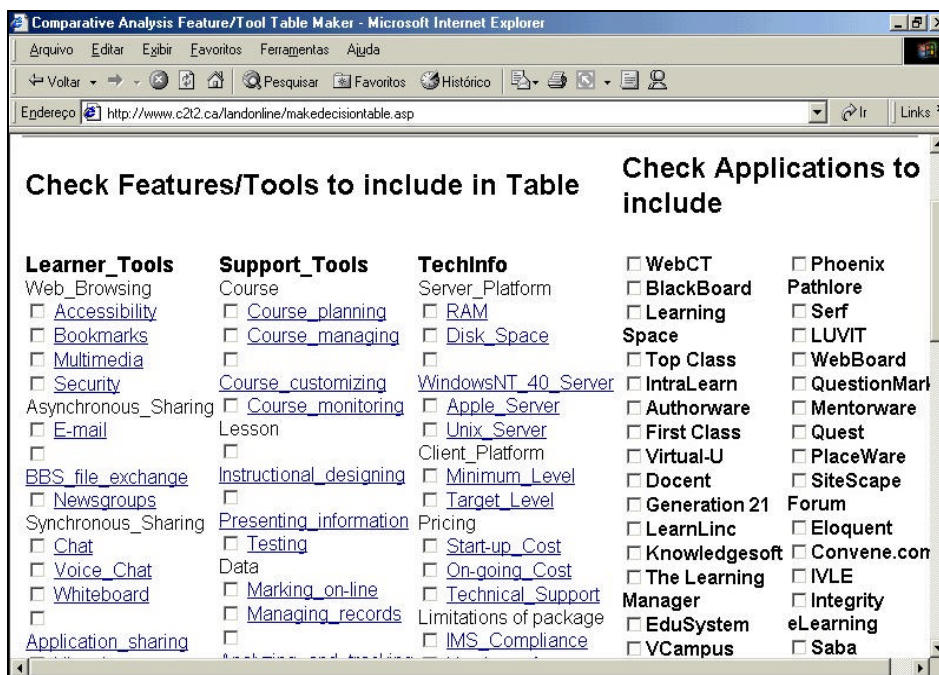 Comparative Analysis Feature/Tool Table Maker - Microsoft Internet Explorer
Arquivo Editar Exibir Favoritos Ferramentas Ajuda
Voltar Pesquisar Favoritos Histórico
Endereço http://www.c2t2.ca/landonline/makedecisiontable.asp Ir Links
Check Features/Tools to include in Table
Learner_Tools
Web_Browsing
Accessibility
Bookmarks
Multimedia
Security
Asynchronous_Sharing
E-mail
BBS_file_exchange
Newsgroups
Synchronous_Sharing
Chat
Voice_Chat
Whiteboard
Application_sharing
Support_Tools
Course
Course_planning
Course_managing
Course_customizing
Course_monitoring
Lesson
Instructional_designing
Presenting_information
Testing
Data
Marking_on-line
Managing_records
TechInfo
Server_Platform
RAM
Disk_Space
WindowsNT_40_Server
Apple_Server
Unix_Server
Client_Platform
Minimum_Level
Target_Level
Pricing
Start-up_Cost
On-going_Cost
Technical_Support
Limitations of package
IMS_Compliance
Check Applications to
include
WebCT
BlackBoard
Learning
Space
Top Class
IntraLearn
Authorware
First Class
Virtual-U
Docent
Generation 21
LearnLinc
Knowledgesoft
The Learning
Manager
EduSystem
VCampus
Phoenix
Pathlore
Serf
LUVIT
WebBoard
QuestionMark
Mentorware
Quest
PlaceWare
SiteScape
Forum
Eloquent
Convene.com
IVLE
Integrity
eLearning
Saba